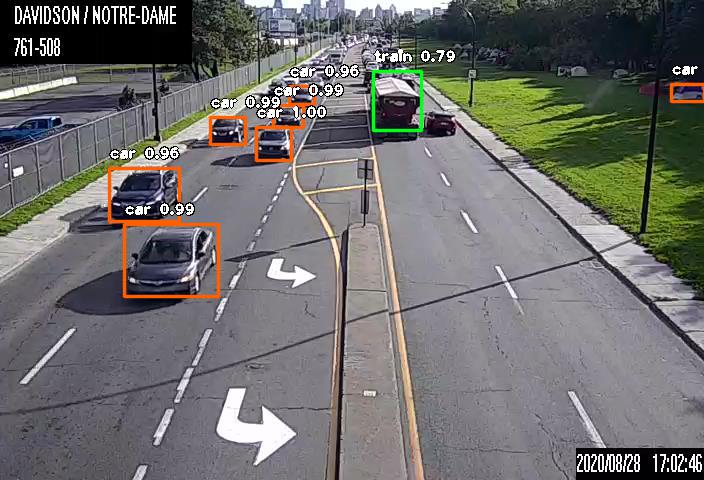 DAVIDSON / NOTRE-DAME
761-508
train 0.79
car 0.96
car
car 0.99
car 0.99
car 1.00
car 0.96
car 0.99
2020/08/28 17:02:46